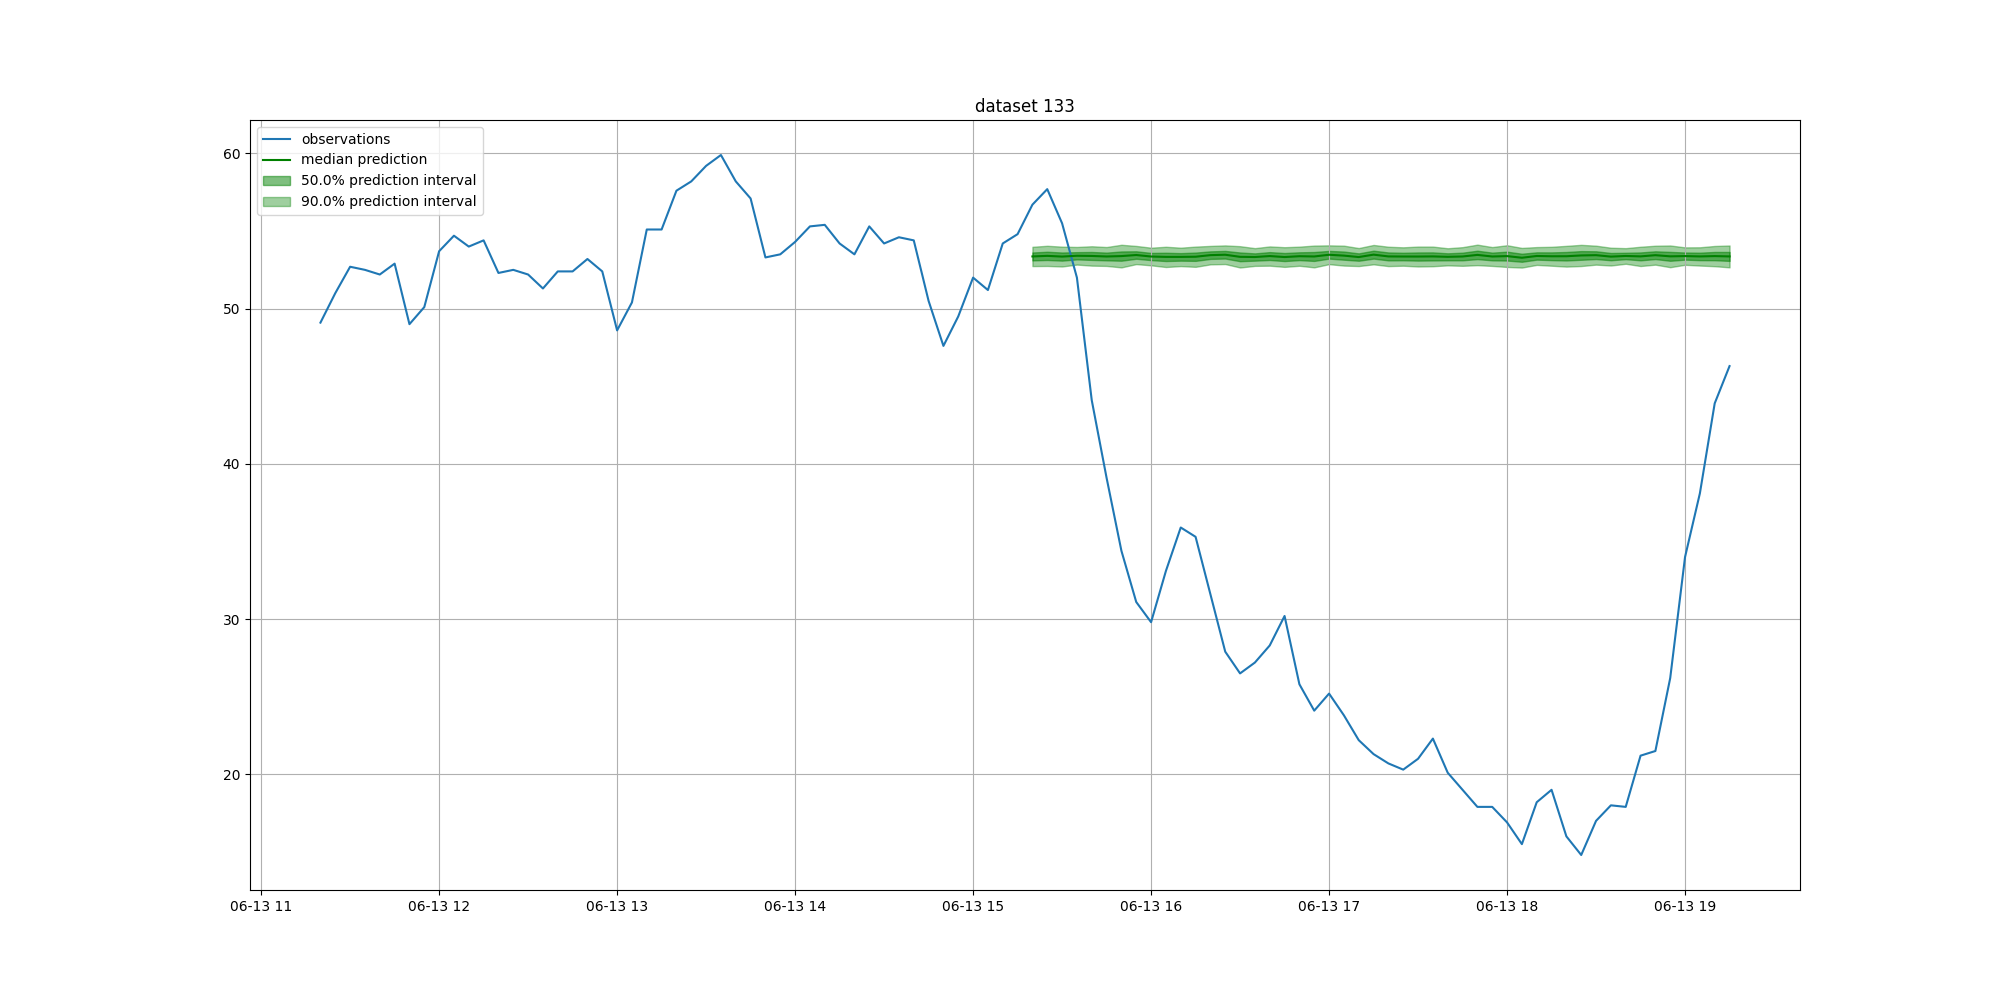 dataset 133
observations
median prediction
50.0% prediction interval
90.0% prediction interval
60
50
40
30
20
06-13 11
06-13 12
06-13 13
06-13 14
06-13 15
06-13 16
06-13 17
06-13 18
06-13 19